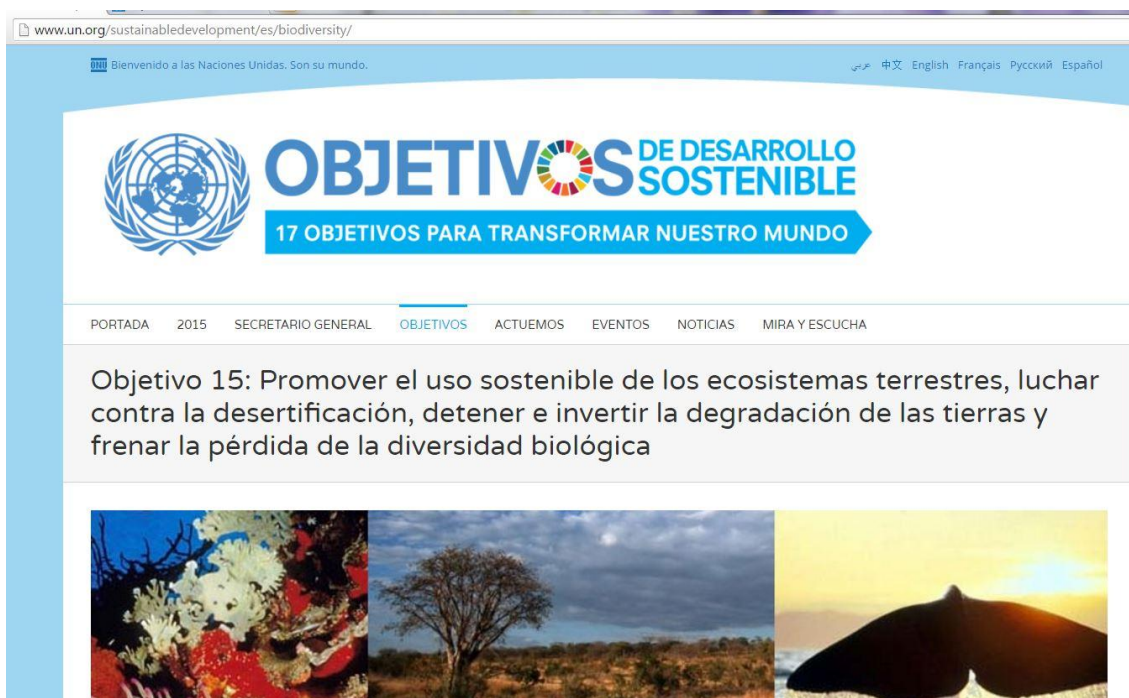 www.un.org/sustainabledevelopment/es/biodiversity/
ONU Bienvenido a las Naciones Unidas. Son su mundo.
عربي 中文 English Français Русский Español
OBJETIVOS DE DESARROLLO
SOSTENIBLE
17 OBJETIVOS PARA TRANSFORMAR NUESTRO MUNDO
PORTADA 2015 SECRETARIO GENERAL OBJETIVOS ACTUEMOS EVENTOS NOTICIAS MIRA Y ESCUCHA
Objetivo 15: Promover el uso sostenible de los ecosistemas terrestres, luchar
contra la desertificación, detener e invertir la degradación de las tierras y
frenar la pérdida de la diversidad biológica